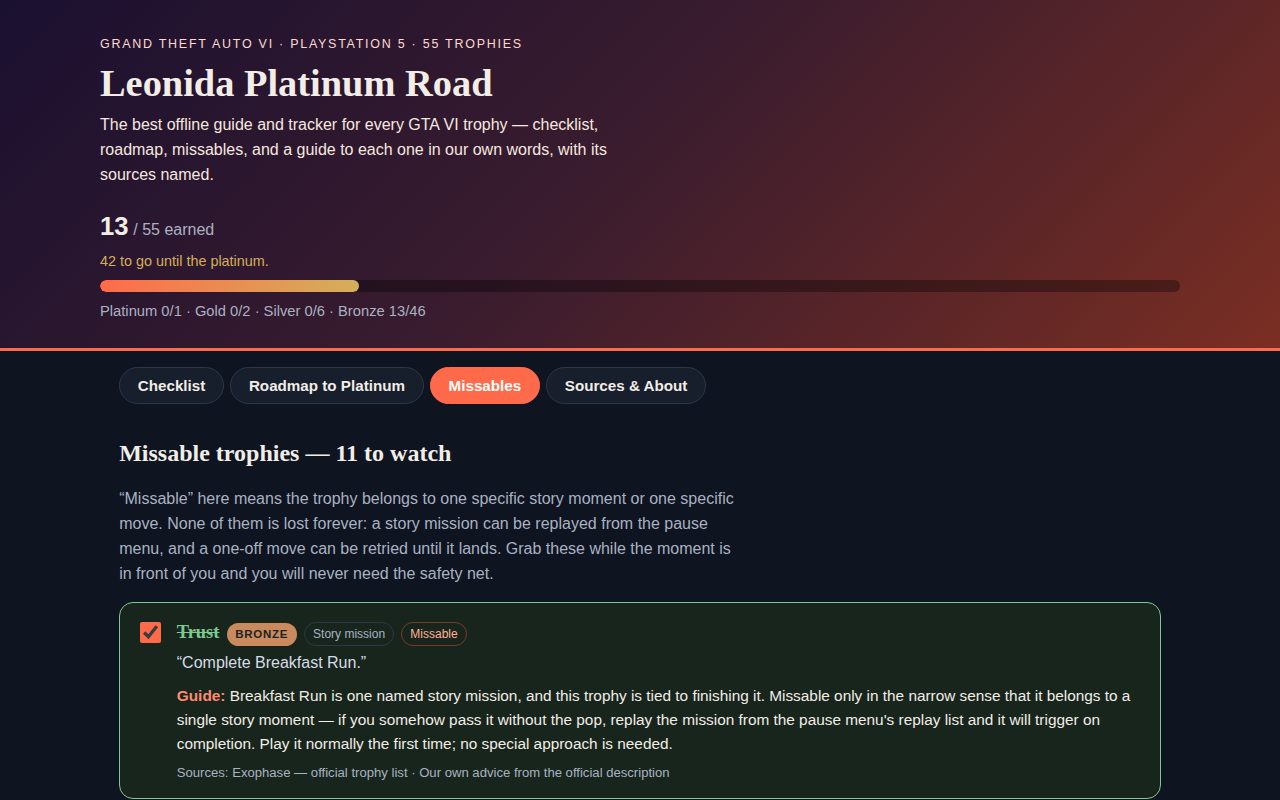 GRAND THEFT AUTO VI · PLAYSTATION 5 · 55 TROPHIES
Leonida Platinum Road
The best offline guide and tracker for every GTA VI trophy — checklist,
roadmap, missables, and a guide to each one in our own words, with its
sources named.
13 / 55 earned
42 to go until the platinum.
Platinum 0/1 · Gold 0/2 · Silver 0/6 · Bronze 13/46
Checklist Roadmap to Platinum Missables Sources & About
Missable trophies — 11 to watch
“Missable” here means the trophy belongs to one specific story moment or one specific
move. None of them is lost forever: a story mission can be replayed from the pause
menu, and a one-off move can be retried until it lands. Grab these while the moment is
in front of you and you will never need the safety net.
Trust BRONZE Story mission Missable
“Complete Breakfast Run.”
Guide: Breakfast Run is one named story mission, and this trophy is tied to finishing it. Missable only in the narrow sense that it belongs to a
single story moment — if you somehow pass it without the pop, replay the mission from the pause menu's replay list and it will trigger on
completion. Play it normally the first time; no special approach is needed.
Sources: Exophase — official trophy list · Our own advice from the official description